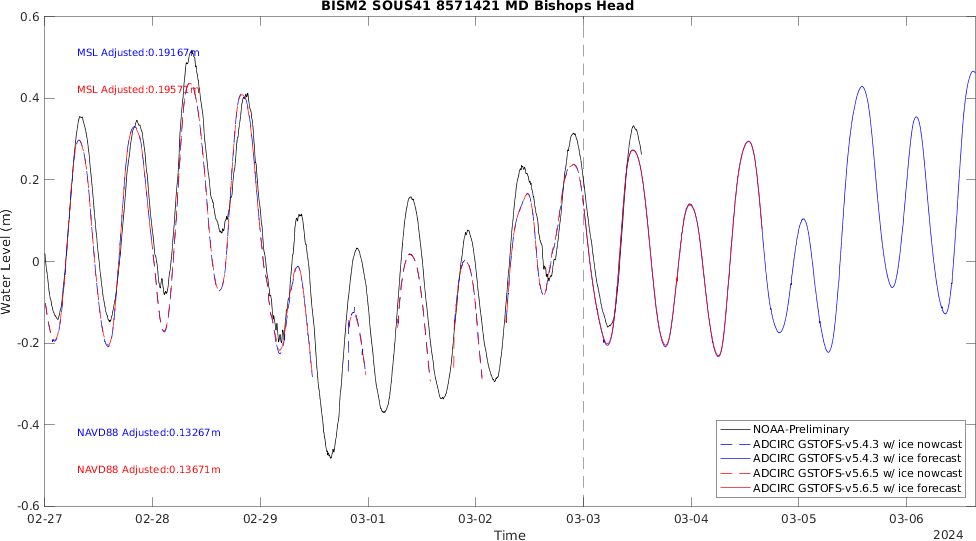 BISM2 SOUS41 8571421 MD Bishops Head
0.6
MSL Adjusted:0.19167m
MSL Adjusted:0.19571m
0.4
0.2
0
-0.2
-0.4
-0.6
Water Level (m)
NAVD88 Adjusted:0.13267m
NAVD88 Adjusted:0.13671m
NOAA-Preliminary
ADCIRC GSTOFS-v5.4.3 w/ ice nowcast
ADCIRC GSTOFS-v5.4.3 w/ ice forecast
ADCIRC GSTOFS-v5.6.5 w/ ice nowcast
ADCIRC GSTOFS-v5.6.5 w/ ice forecast
02-27 02-28 02-29 03-01 03-02 03-03 03-04 03-05 03-06
Time
2024